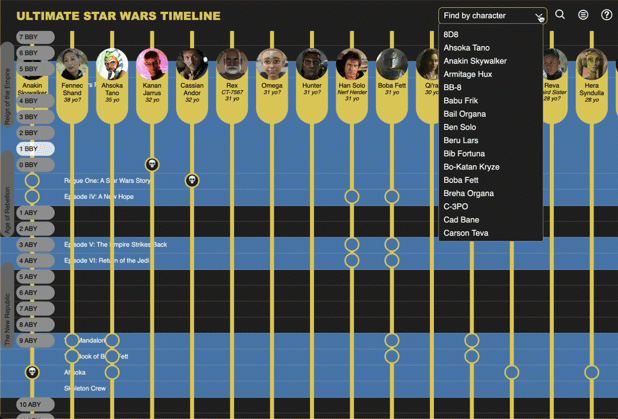 ULTIMATE STAR WARS TIMELINE
Find by character
8D8
Ahsoka Tano
Anakin Skywalker
Armitage Hux
BB-8
Babu Frik
Bail Organa
Ben Solo
Beru Lars
Bib Fortuna
Bo-Katan Kryze
Boba Fett
Breha Organa
C-3PO
Cad Bane
Carson Teva
7 BBY
6 BBY
5 BBY
4 BBY
3 BBY
2 BBY
1 BBY
0 BBY
Rogue One: A Star Wars Story
Episode IV: A New Hope
1 ABY
2 ABY
3 ABY
Episode V: The Empire Strikes Back
4 ABY
Episode VI: Return of the Jedi
5 ABY
6 ABY
7 ABY
8 ABY
9 ABY
Mandalor
Book of B Fett
Ahsoka
Skeleton Crew
10 ABY
Reign of the Empire
Age of Rebellion
The New Republic
Anakin
Skywalker
Fennec
Shand
38 yo?
Ahsoka
Tano
35 yo
Kanan
Jarrus
32 yo
Cassian
Andor
32 yo
Rex
CT-7567
31 yo
Omega
31 yo?
Hunter
31 yo?
Han Solo
Nerf Herder
31 yo
Boba Fett
31 yo
Qi'ra
30 yo
Reva
ird Sister
28 yo?
Hera
Syndulla
28 yo